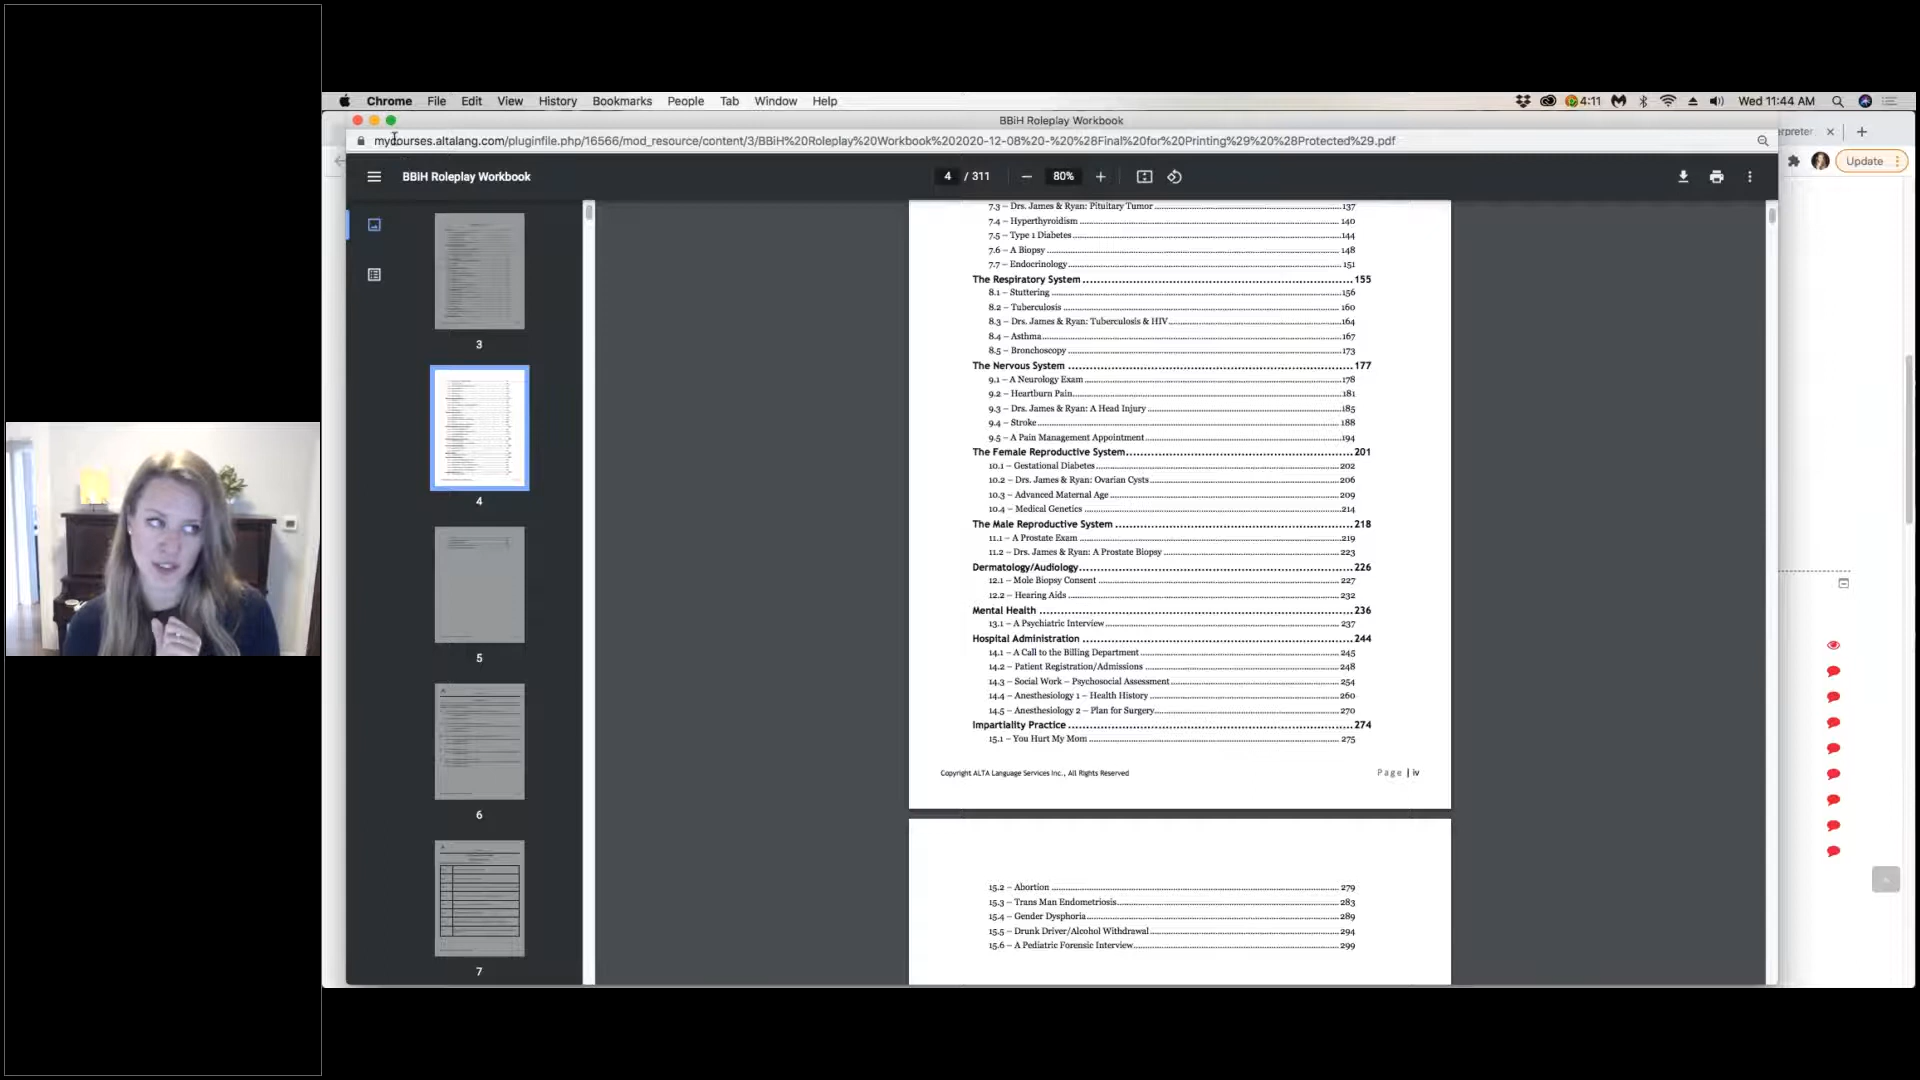 Chrome File Edit View History Bookmarks People Tab Window Help
4:11
Wed 11:44 AM
BBiH Roleplay Workbook
mycourses.altalang.com/pluginfile.php/16566/mod_resource/content/3/BBiH%20Roleplay%20Workbook%202020-12-08%20-%20%28Final%20for%20Printing%29%20%28Protected%29.pdf
erpreter
Update
BBiH Roleplay Workbook
4 / 311
80%
3
4
5
6
7
7.3 – Drs. James & Ryan: Pituitary Tumor 137
7.4 – Hyperthyroidism 140
7.5 – Type 1 Diabetes 144
7.6 – A Biopsy 148
7.7 – Endocrinology 151
The Respiratory System 155
8.1 – Stuttering 156
8.2 – Tuberculosis 160
8.3 – Drs. James & Ryan: Tuberculosis & HIV 164
8.4 – Asthma 167
8.5 – Bronchoscopy 173
The Nervous System 177
9.1 – A Neurology Exam 178
9.2 – Heartburn Pain 181
9.3 – Drs. James & Ryan: A Head Injury 185
9.4 – Stroke 188
9.5 – A Pain Management Appointment 194
The Female Reproductive System 201
10.1 – Gestational Diabetes 202
10.2 – Drs. James & Ryan: Ovarian Cysts 206
10.3 – Advanced Maternal Age 209
10.4 – Medical Genetics 214
The Male Reproductive System 218
11.1 – A Prostate Exam 219
11.2 – Drs. James & Ryan: A Prostate Biopsy 223
Dermatology/Audiology 226
12.1 – Mole Biopsy Consent 227
12.2 – Hearing Aids 232
Mental Health 236
13.1 – A Psychiatric Interview 237
Hospital Administration 244
14.1 – A Call to the Billing Department 245
14.2 – Patient Registration/Admissions 248
14.3 – Social Work – Psychosocial Assessment 254
14.4 – Anesthesiology 1 – Health History 260
14.5 – Anesthesiology 2 – Plan for Surgery 270
Impartiality Practice 274
15.1 – You Hurt My Mom 275
Copyright ALTA Language Services Inc., All Rights Reserved
Page | iv
15.2 – Abortion 279
15.3 – Trans Man Endometriosis 283
15.4 – Gender Dysphoria 289
15.5 – Drunk Driver/Alcohol Withdrawal 294
15.6 – A Pediatric Forensic Interview 299